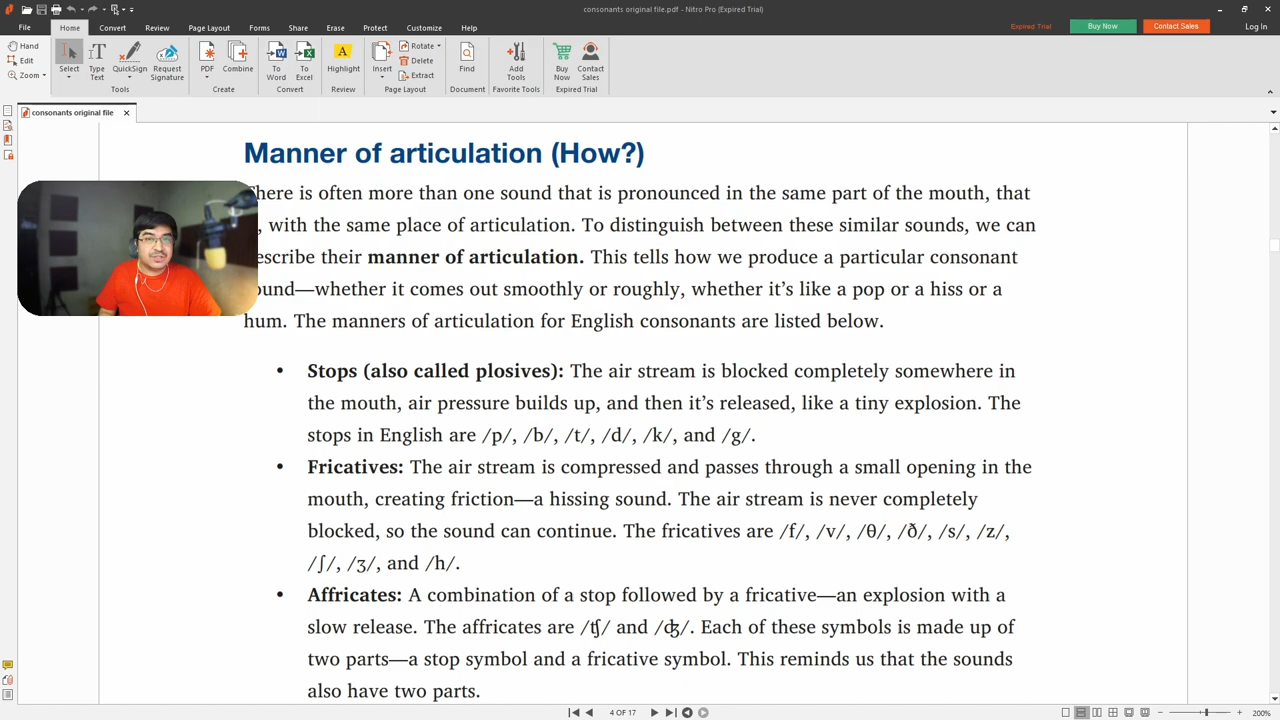 consonants original file.pdf - Nitro Pro (Expired Trial)
File Home Convert Review Page Layout Forms Share Erase Protect Customize Help
Expired Trial Buy Now Contact Sales Log In
Hand
Edit
Zoom
Select
Type Text
QuickSign
Request Signature
Tools
PDF
Combine
Create
To Word
To Excel
Convert
Highlight
Review
Insert
Rotate
Delete
Extract
Page Layout
Find
Document
Add Tools
Favorite Tools
Buy Now
Contact Sales
Expired Trial
consonants original file
Manner of articulation (How?)
here is often more than one sound that is pronounced in the same part of the mouth, that
, with the same place of articulation. To distinguish between these similar sounds, we can
escribe their manner of articulation. This tells how we produce a particular consonant
ound—whether it comes out smoothly or roughly, whether it’s like a pop or a hiss or a
hum. The manners of articulation for English consonants are listed below.
• Stops (also called plosives): The air stream is blocked completely somewhere in
the mouth, air pressure builds up, and then it’s released, like a tiny explosion. The
stops in English are /p/, /b/, /t/, /d/, /k/, and /g/.
• Fricatives: The air stream is compressed and passes through a small opening in the
mouth, creating friction—a hissing sound. The air stream is never completely
blocked, so the sound can continue. The fricatives are /f/, /v/, /θ/, /ð/, /s/, /z/,
/ʃ/, /ʒ/, and /h/.
• Affricates: A combination of a stop followed by a fricative—an explosion with a
slow release. The affricates are /ʧ/ and /ʤ/. Each of these symbols is made up of
two parts—a stop symbol and a fricative symbol. This reminds us that the sounds
also have two parts.
4 OF 17
200%